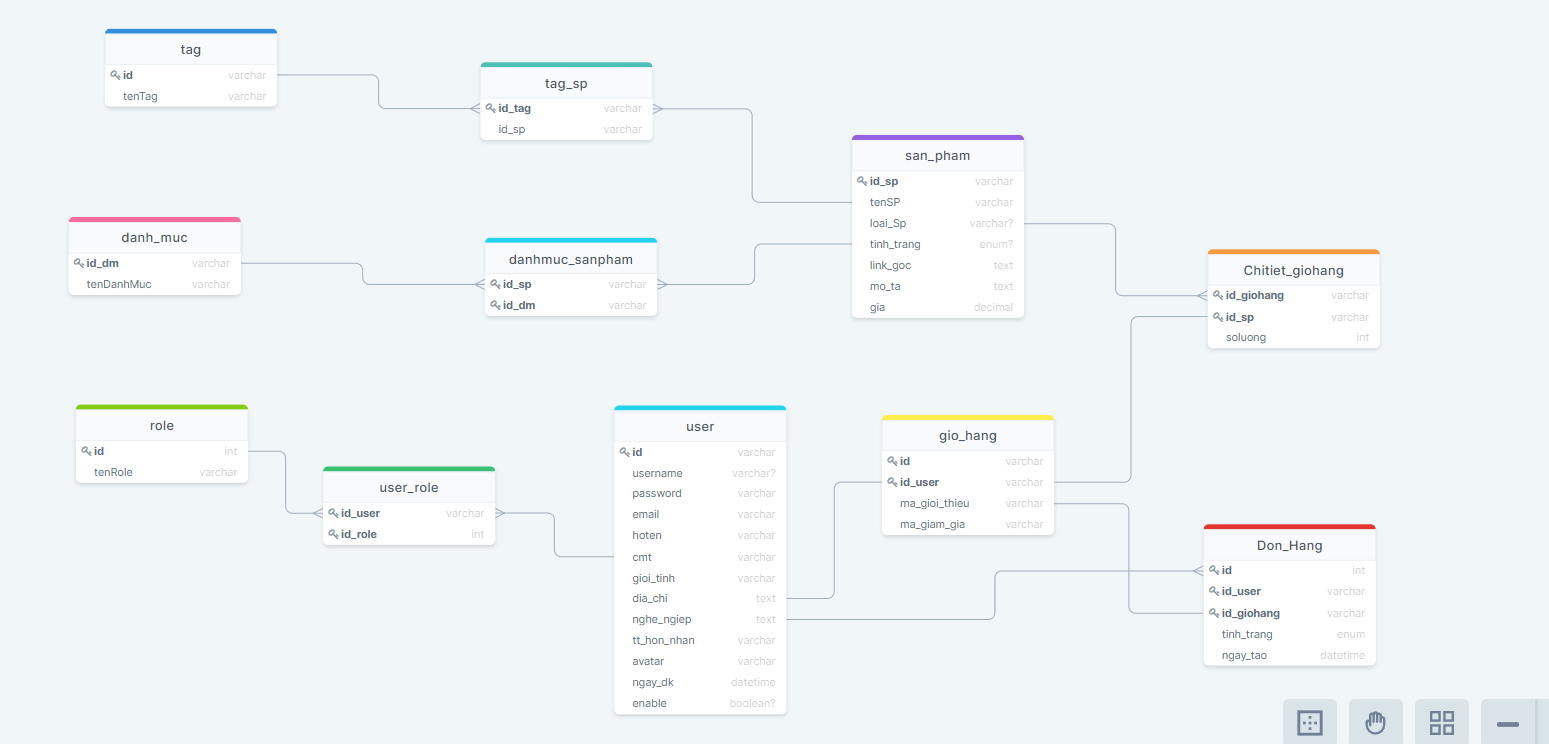 tag
id varchar
tenTag varchar
tag_sp
id_tag varchar
id_sp varchar
san_pham
id_sp varchar
tenSP varchar
loai_Sp varchar?
tinh_trang enum?
link_goc text
mo_ta text
gia decimal
danh_muc
id_dm varchar
tenDanhMuc varchar
danhmuc_sanpham
id_sp varchar
id_dm varchar
Chitiet_giohang
id_giohang varchar
id_sp varchar
soluong int
role
id int
tenRole varchar
user_role
id_user varchar
id_role int
user
id varchar
username varchar?
password varchar
email varchar
hoten varchar
cmt varchar
gioi_tinh varchar
dia_chi text
nghe_ngiep text
tt_hon_nhan varchar
avatar varchar
ngay_dk datetime
enable boolean?
gio_hang
id varchar
id_user varchar
ma_gioi_thieu varchar
ma_giam_gia varchar
Don_Hang
id int
id_user varchar
id_giohang varchar
tinh_trang enum
ngay_tao datetime